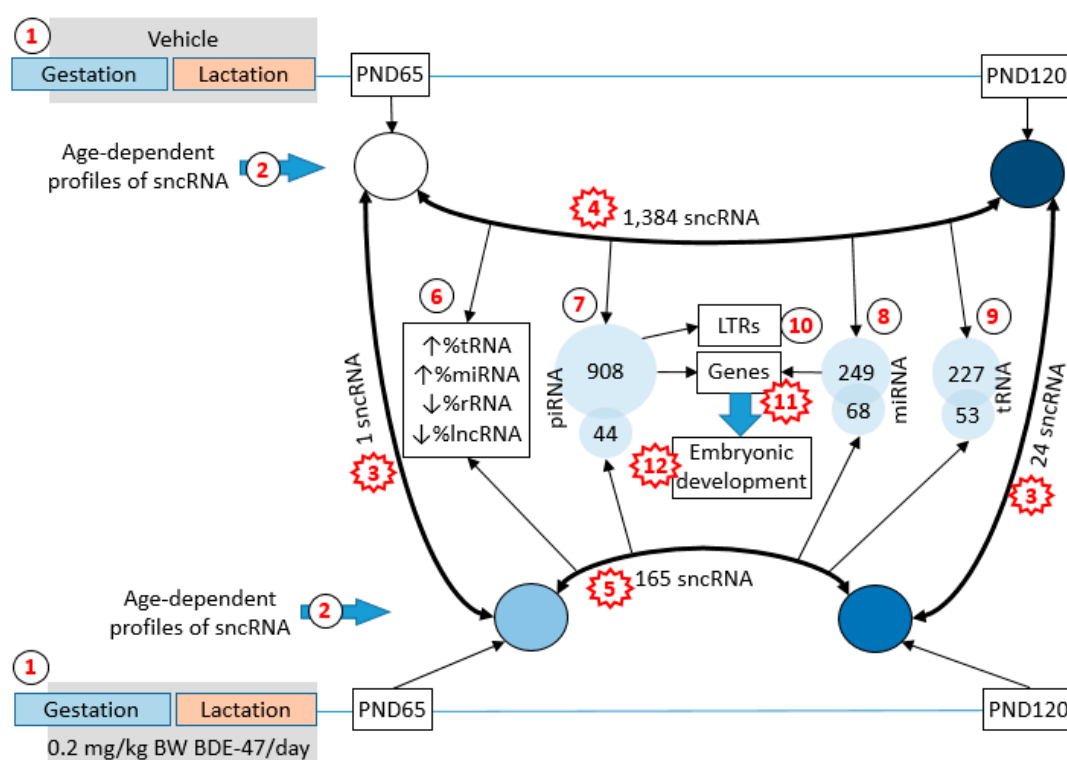 1
Vehicle
Gestation
Lactation
PND65
PND120
Age-dependent
profiles of sncRNA
2
4
1,384 sncRNA
6
7
8
9
↑%tRNA
↑%miRNA
↓%rRNA
↓%lncRNA
piRNA
908
44
LTRs
10
Genes
11
12
Embryonic
development
249
68
miRNA
227
53
tRNA
1 sncRNA
3
24 sncRNA
3
5
165 sncRNA
Age-dependent
profiles of sncRNA
2
1
Gestation
Lactation
0.2 mg/kg BW BDE-47/day
PND65
PND120